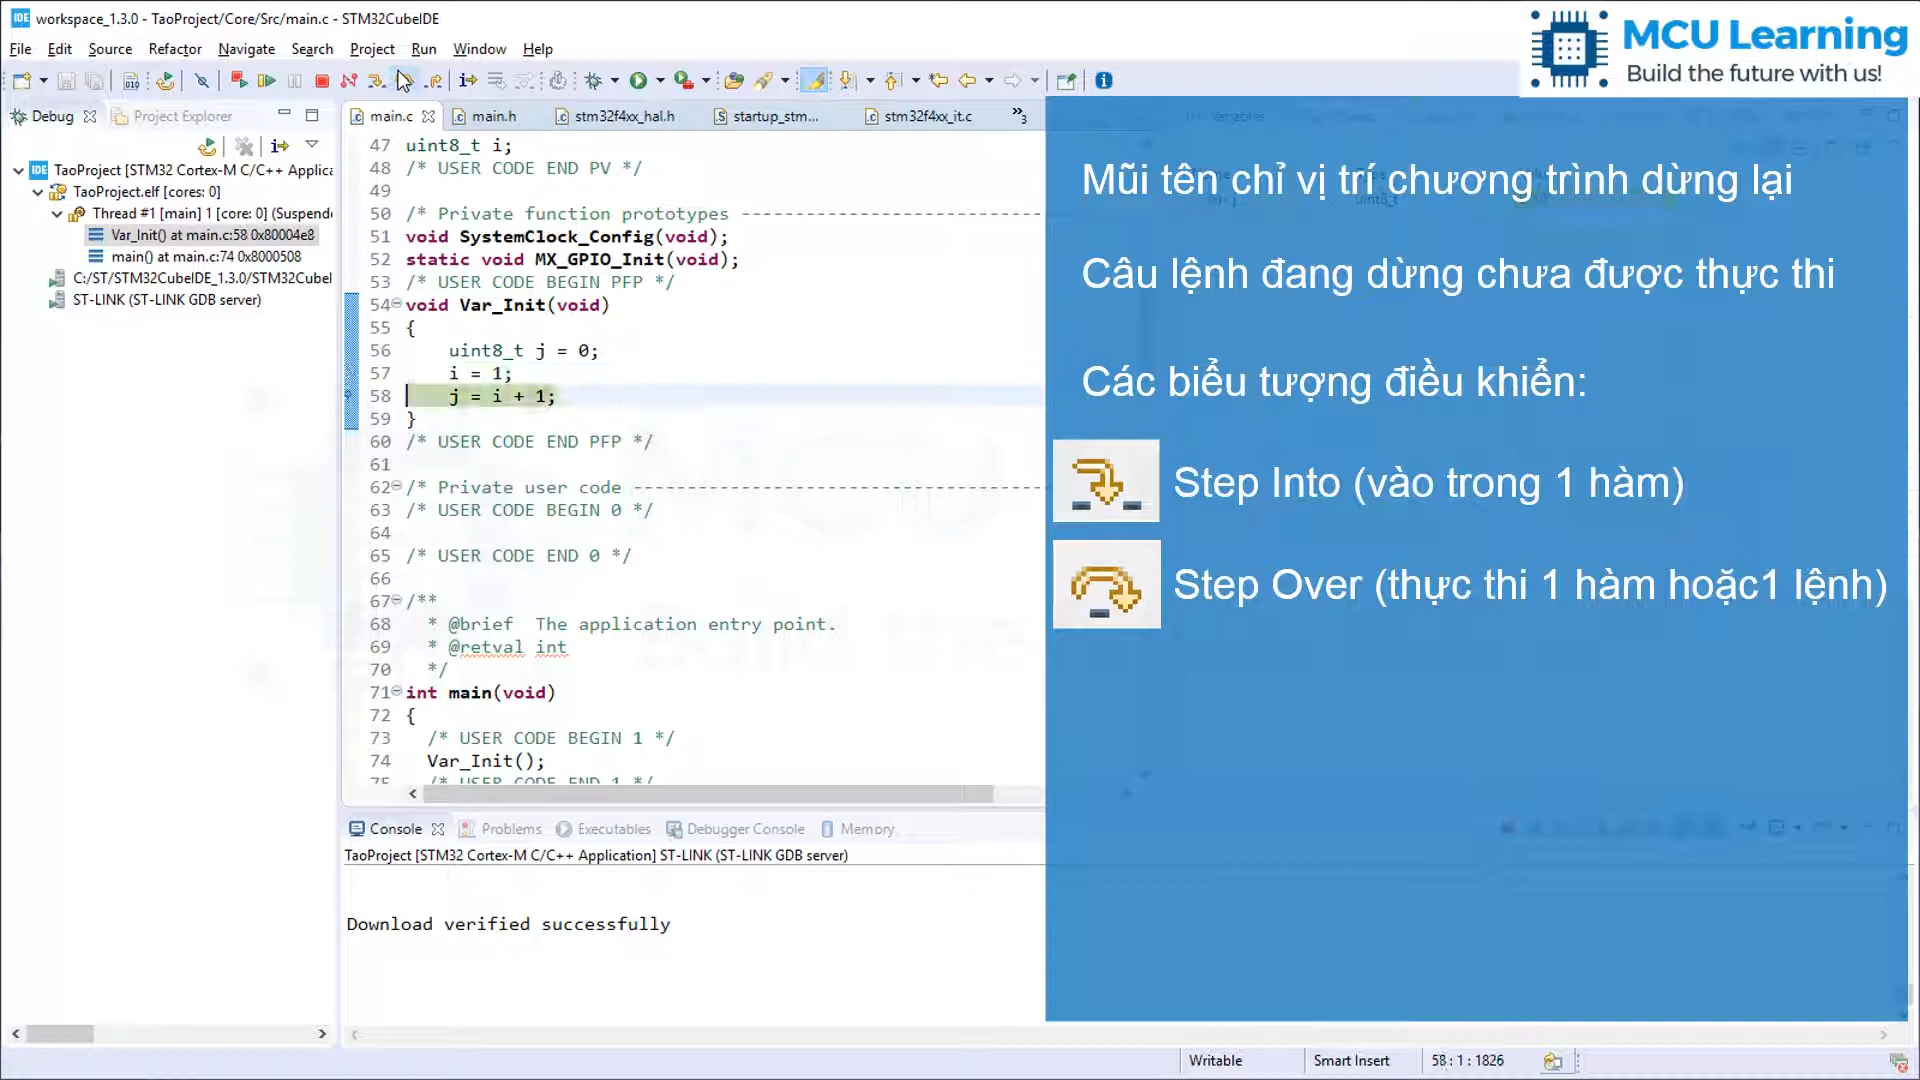 workspace_1.3.0 - TaoProject/Core/Src/main.c - STM32CubeIDE
File Edit Source Refactor Navigate Search Project Run Window Help
MCU Learning
Build the future with us!
Debug
Project Explorer
TaoProject [STM32 Cortex-M C/C++ Applica
TaoProject.elf [cores: 0]
Thread #1 [main] 1 [core: 0] (Suspend
Var_Init() at main.c:58 0x80004e8
main() at main.c:74 0x8000508
C:/ST/STM32CubeIDE_1.3.0/STM32Cubel
ST-LINK (ST-LINK GDB server)
main.c main.h stm32f4xx_hal.h startup_stm... stm32f4xx_it.c »3
47 uint8_t i;
48 /* USER CODE END PV */
49
50 /* Private function prototypes -----------------------------
51 void SystemClock_Config(void);
52 static void MX_GPIO_Init(void);
53 /* USER CODE BEGIN PFP */
54 void Var_Init(void)
55 {
56 uint8_t j = 0;
57 i = 1;
58 j = i + 1;
59 }
60 /* USER CODE END PFP */
61
62 /* Private user code ---------------------------------------
63 /* USER CODE BEGIN 0 */
64
65 /* USER CODE END 0 */
66
67 /**
68 * @brief The application entry point.
69 * @retval int
70 */
71 int main(void)
72 {
73 /* USER CODE BEGIN 1 */
74 Var_Init();
75 /* USER CODE END 1 */
Mũi tên chỉ vị trí chương trình dừng lại
Câu lệnh đang dừng chưa được thực thi
Các biểu tượng điều khiển:
Step Into (vào trong 1 hàm)
Step Over (thực thi 1 hàm hoặc1 lệnh)
Console Problems Executables Debugger Console Memory
TaoProject [STM32 Cortex-M C/C++ Application] ST-LINK (ST-LINK GDB server)
Download verified successfully
Writable Smart Insert 58 : 1 : 1826